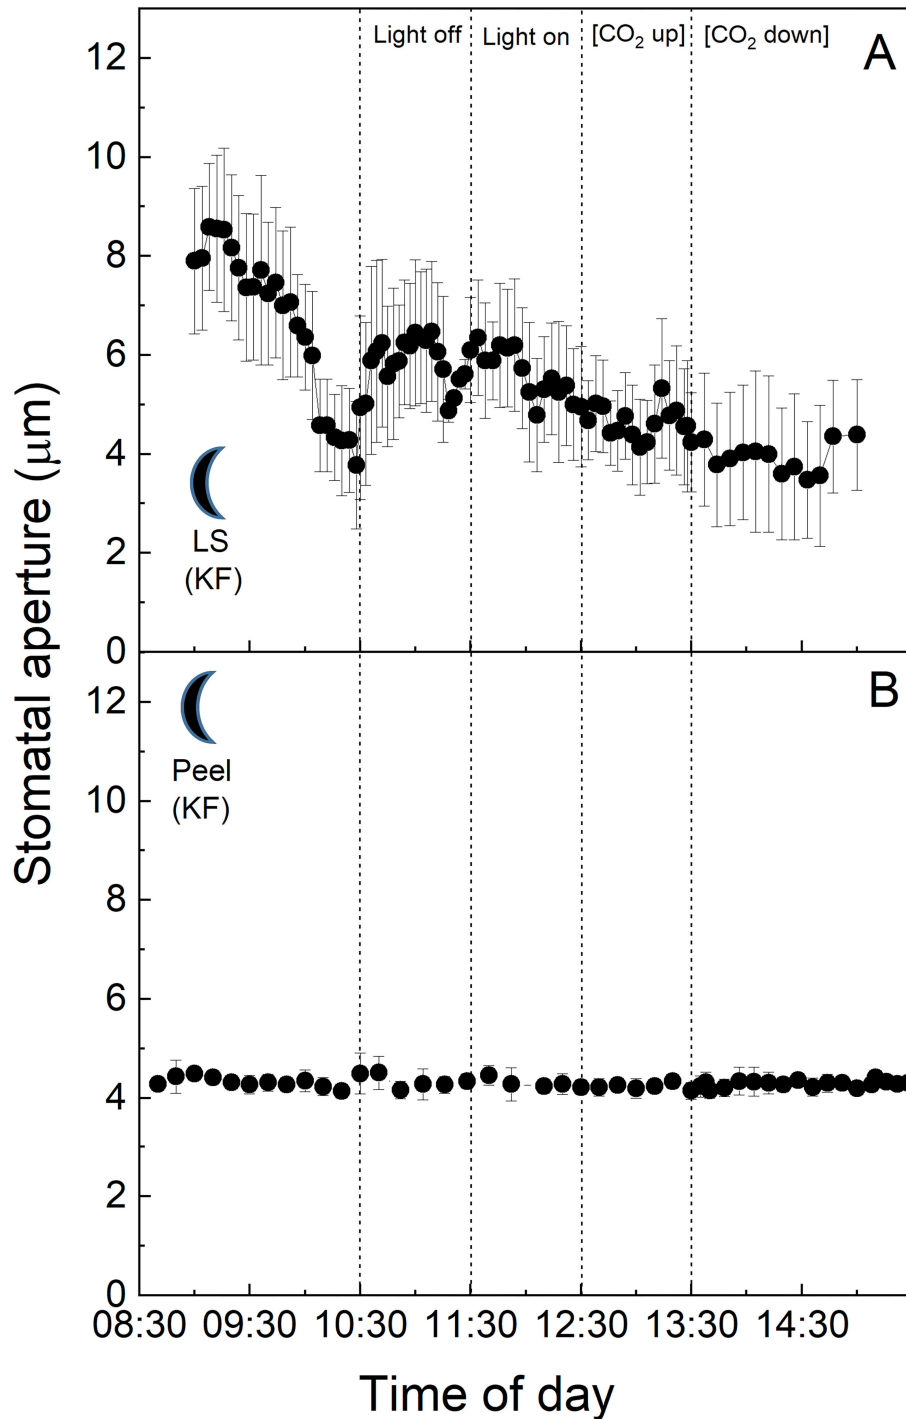 Light off
Light on
[CO₂ up]
[CO₂ down]
A
12
10
8
6
4
2
0
LS
(KF)
Stomatal aperture (μm)
B
Peel
(KF)
12
10
8
6
4
2
0
08:30 09:30 10:30 11:30 12:30 13:30 14:30
Time of day